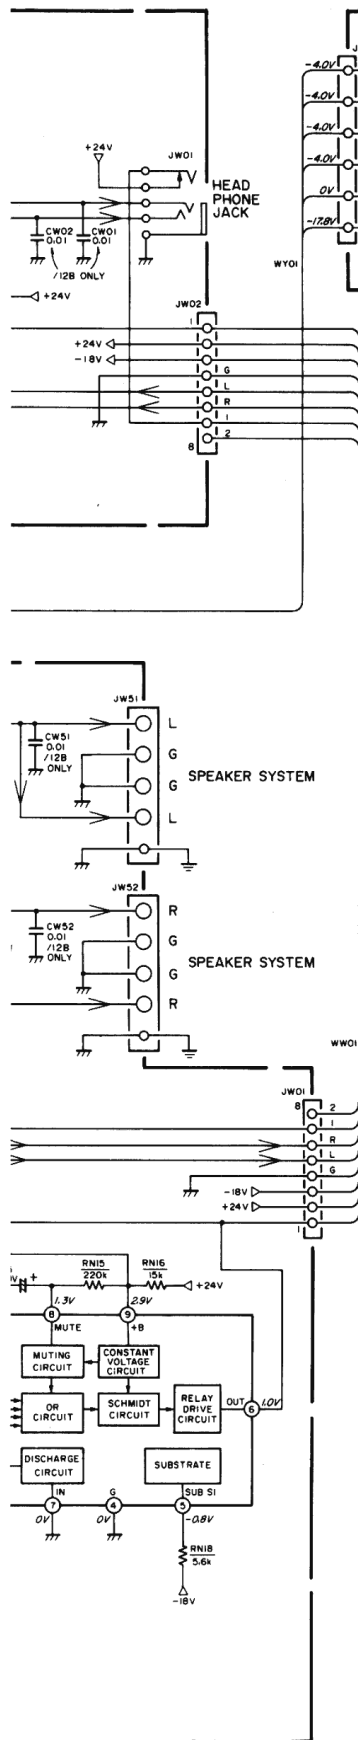 J
-4.0V
-4.0V
-4.0V
-4.0V
0V
-17.8V
+24V
JW01
HEAD
PHONE
JACK
CW02
0.01
CW01
0.01
/12B ONLY
WY01
+24V
JW02
1
+24V
-18V
G
L
R
1
8
2
JW51
L
CW51
0.01
/12B
ONLY
G
SPEAKER SYSTEM
G
L
JW52
R
CW52
0.01
/12B
ONLY
G
SPEAKER SYSTEM
G
R
WW01
JW01
8
2
1
R
L
G
-18V
+24V
1
RN15
220k
RN16
15k
+
+24V
1.3V
2.9V
8
9
MUTE
+B
MUTING
CIRCUIT
CONSTANT
VOLTAGE
CIRCUIT
OR
CIRCUIT
SCHMIDT
CIRCUIT
RELAY
DRIVE
CIRCUIT
OUT
6
1.0V
DISCHARGE
CIRCUIT
SUBSTRATE
IN
G
SUB SI
7
4
5
0V
0V
-0.8V
RN18
5.6k
-18V